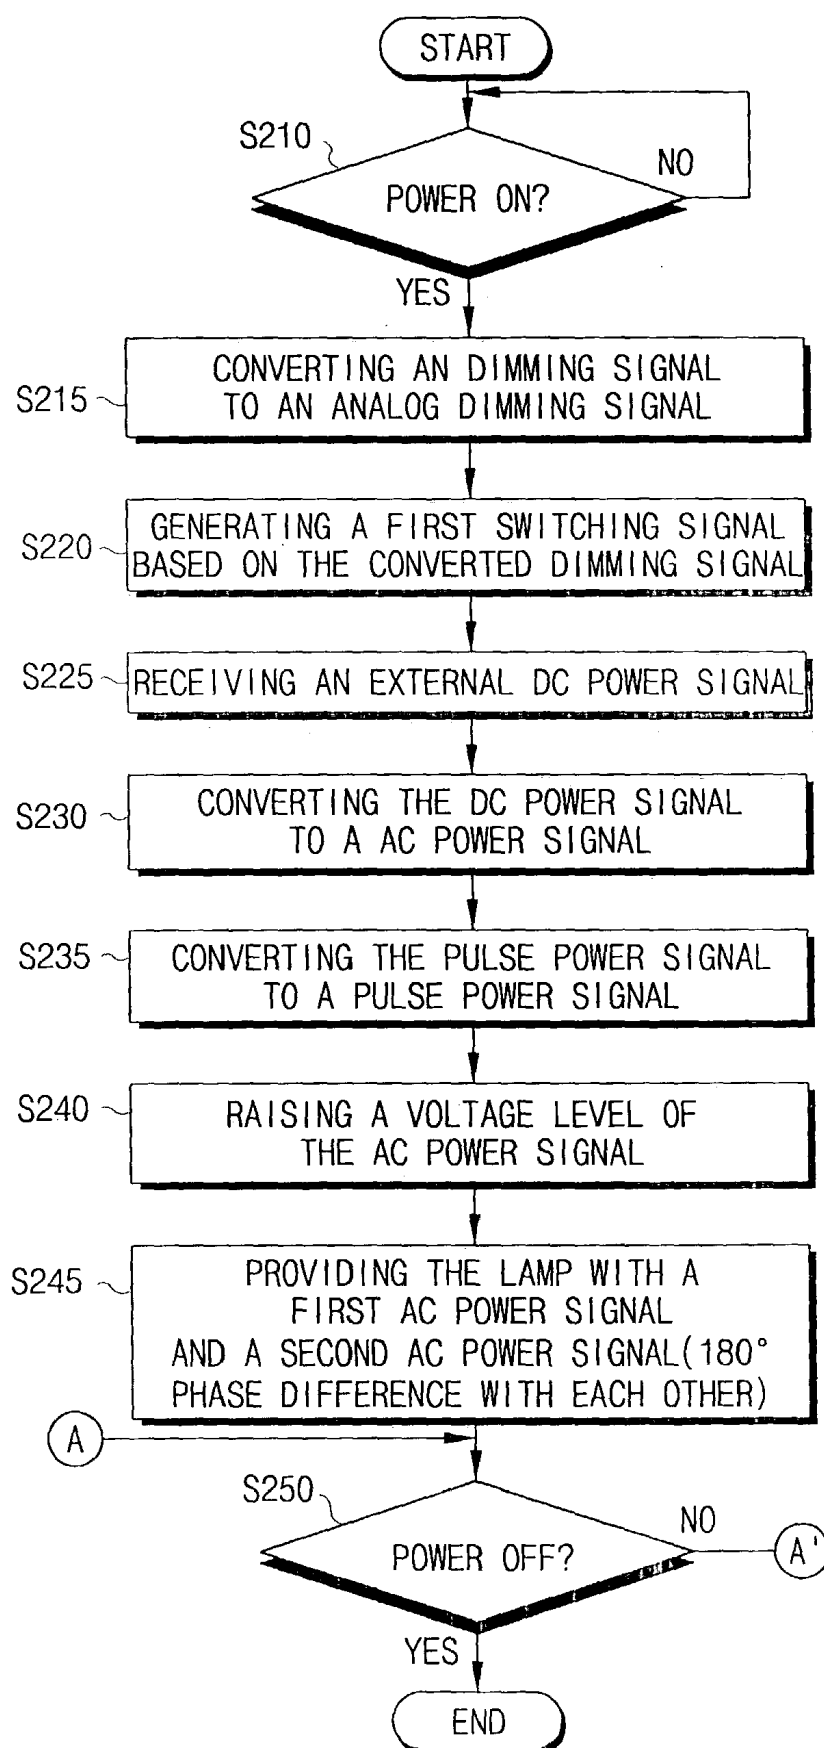 START
S210
NO
POWER ON?
YES
S215
CONVERTING AN DIMMING SIGNAL
TO AN ANALOG DIMMING SIGNAL
S220
GENERATING A FIRST SWITCHING SIGNAL
BASED ON THE CONVERTED DIMMING SIGNAL
S225
RECEIVING AN EXTERNAL DC POWER SIGNAL
S230
CONVERTING THE DC POWER SIGNAL
TO A AC POWER SIGNAL
S235
CONVERTING THE PULSE POWER SIGNAL
TO A PULSE POWER SIGNAL
S240
RAISING A VOLTAGE LEVEL OF
THE AC POWER SIGNAL
S245
PROVIDING THE LAMP WITH A
FIRST AC POWER SIGNAL
AND A SECOND AC POWER SIGNAL(180°
PHASE DIFFERENCE WITH EACH OTHER)
A
S250
NO
POWER OFF?
A'
YES
END